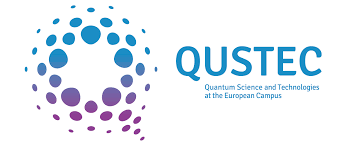 QUSTEC
Quantum Science and Technologies
at the European Campus